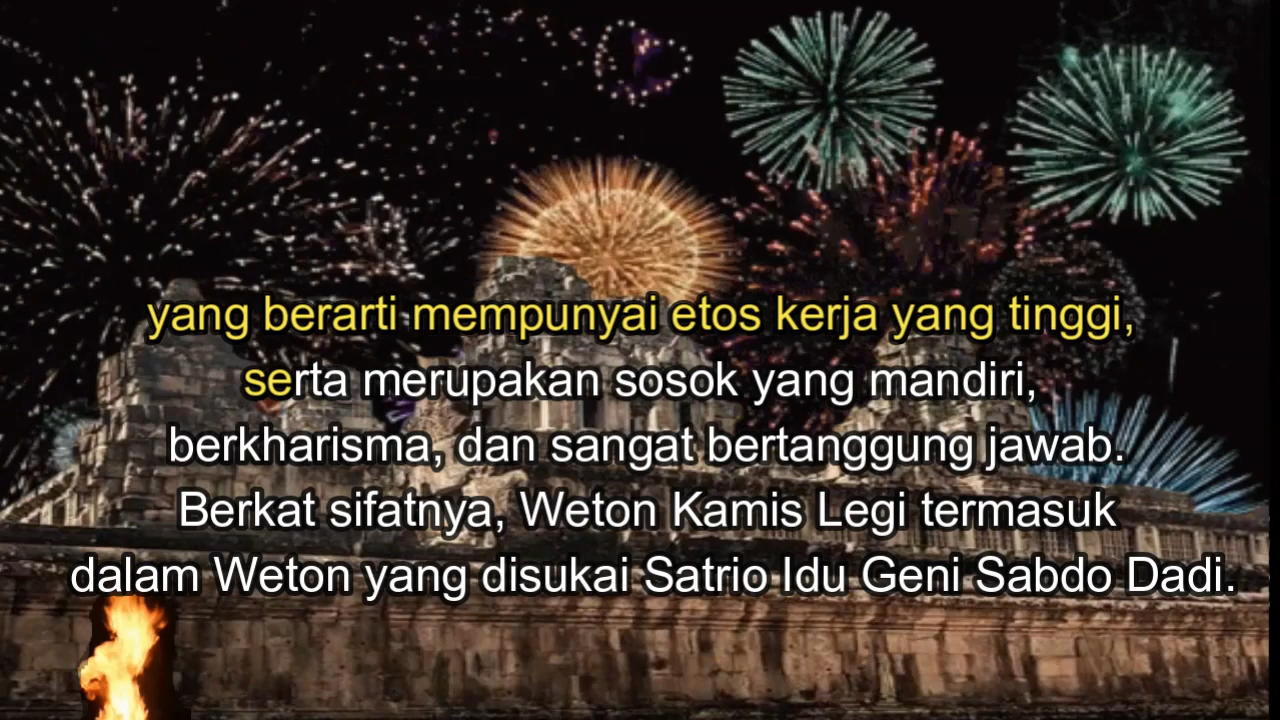 yang berarti mempunyai etos kerja yang tinggi,
serta merupakan sosok yang mandiri,
berkharisma, dan sangat bertanggung jawab.
Berkat sifatnya, Weton Kamis Legi termasuk
dalam Weton yang disukai Satrio Idu Geni Sabdo Dadi.